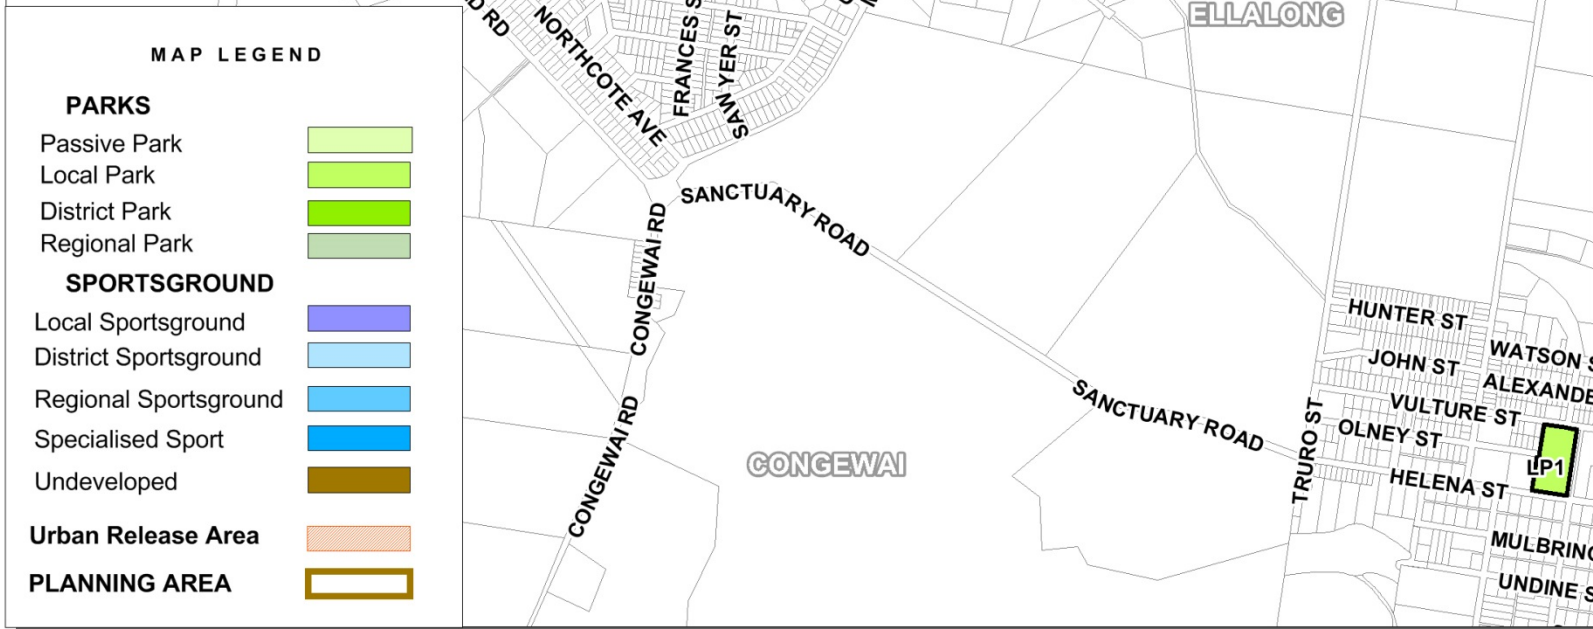 MAP LEGEND
PARKS
Passive Park
Local Park
District Park
Regional Park
SPORTSGROUND
Local Sportsground
District Sportsground
Regional Sportsground
Specialised Sport
Undeveloped
Urban Release Area
PLANNING AREA
RD
NORTHCOTE AVE
FRANCES S
SAWYER ST
ELLALONG
SANCTUARY ROAD
CONGEWAI RD
CONGEWAI RD
CONGEWAI
SANCTUARY ROAD
TRURO ST
HUNTER ST
JOHN ST
WATSON S
ALEXANDE
VULTURE ST
OLNEY ST
LP1
HELENA ST
MULBRING
UNDINE S